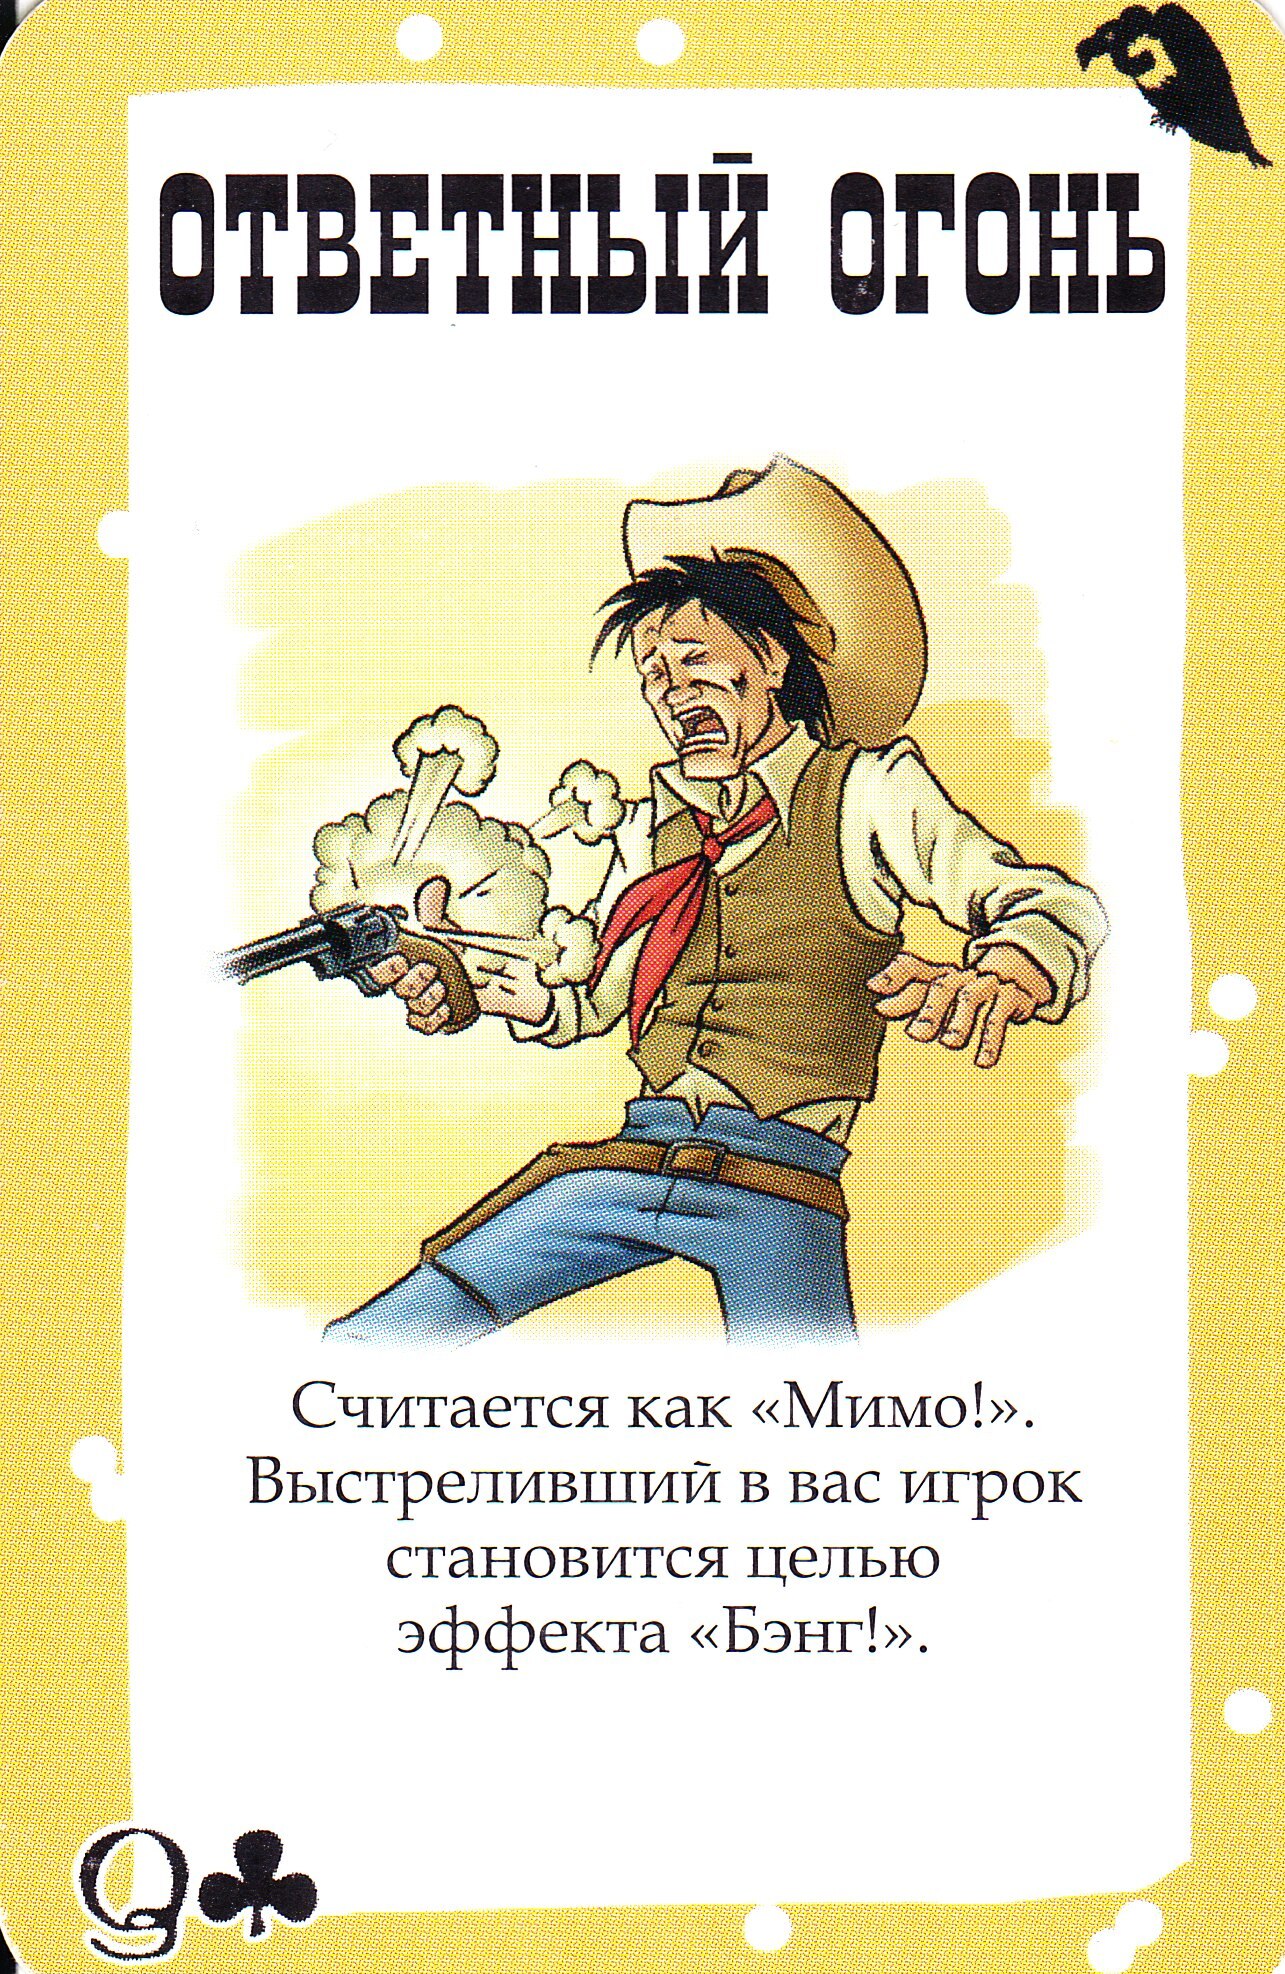 ОТВЕТНЫЙ ОГОНЬ
Считается как «Мимо!».
Выстреливший в вас игрок
становится целью
эффекта «Бэнг!».
Q♣